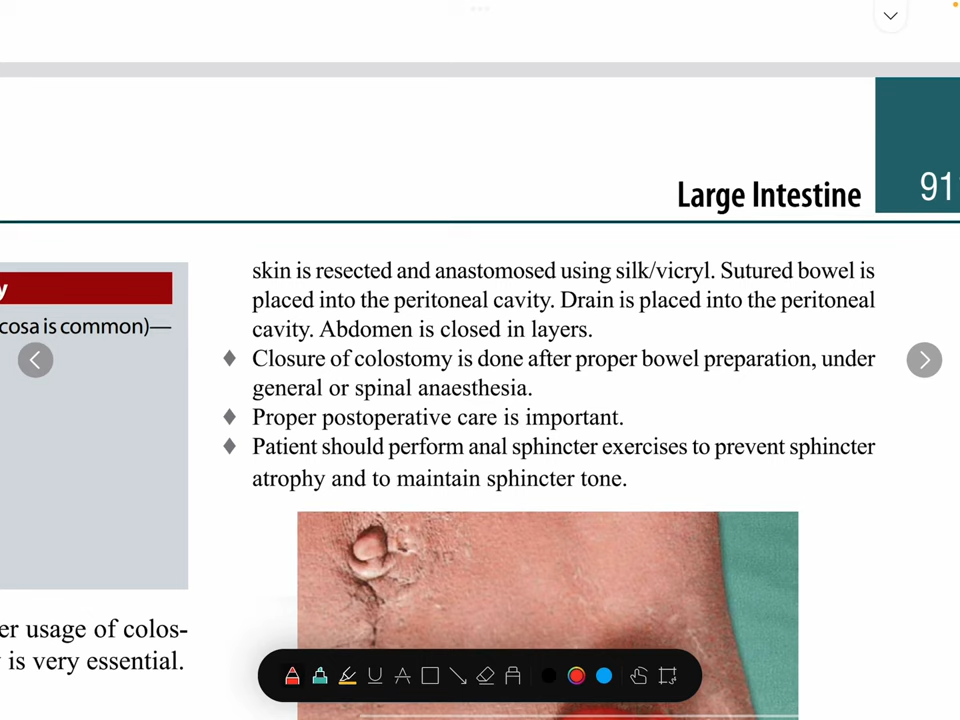 Large Intestine
91
y
cosa is common)—
er usage of colos-
is very essential.
skin is resected and anastomosed using silk/vicryl. Sutured bowel is
placed into the peritoneal cavity. Drain is placed into the peritoneal
cavity. Abdomen is closed in layers.
♦ Closure of colostomy is done after proper bowel preparation, under
general or spinal anaesthesia.
♦ Proper postoperative care is important.
♦ Patient should perform anal sphincter exercises to prevent sphincter
atrophy and to maintain sphincter tone.